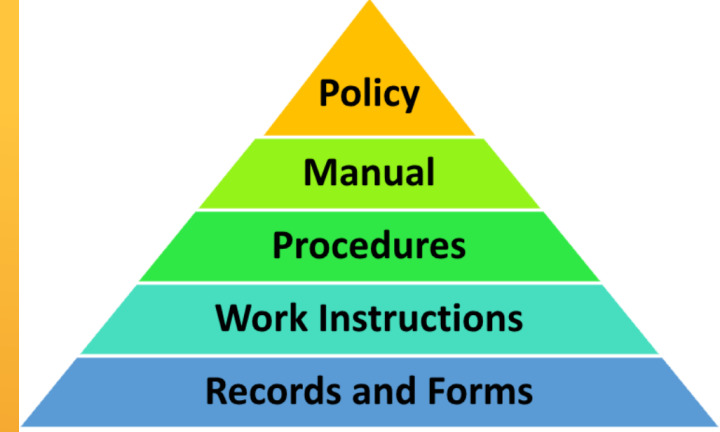 Policy
Manual
Procedures
Work Instructions
Records and Forms